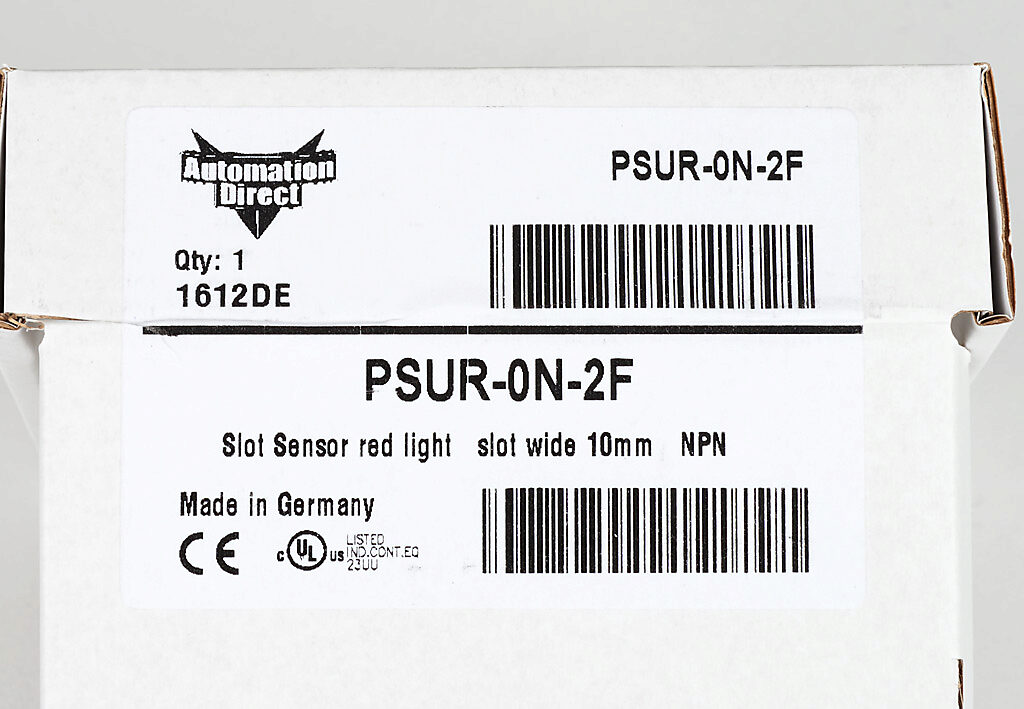 Automation
Direct
PSUR-0N-2F
Qty: 1
1612DE
PSUR-0N-2F
Slot Sensor red light slot wide 10mm NPN
Made in Germany
CE
c UL us
LISTED
IND.CONT.EQ
23UU